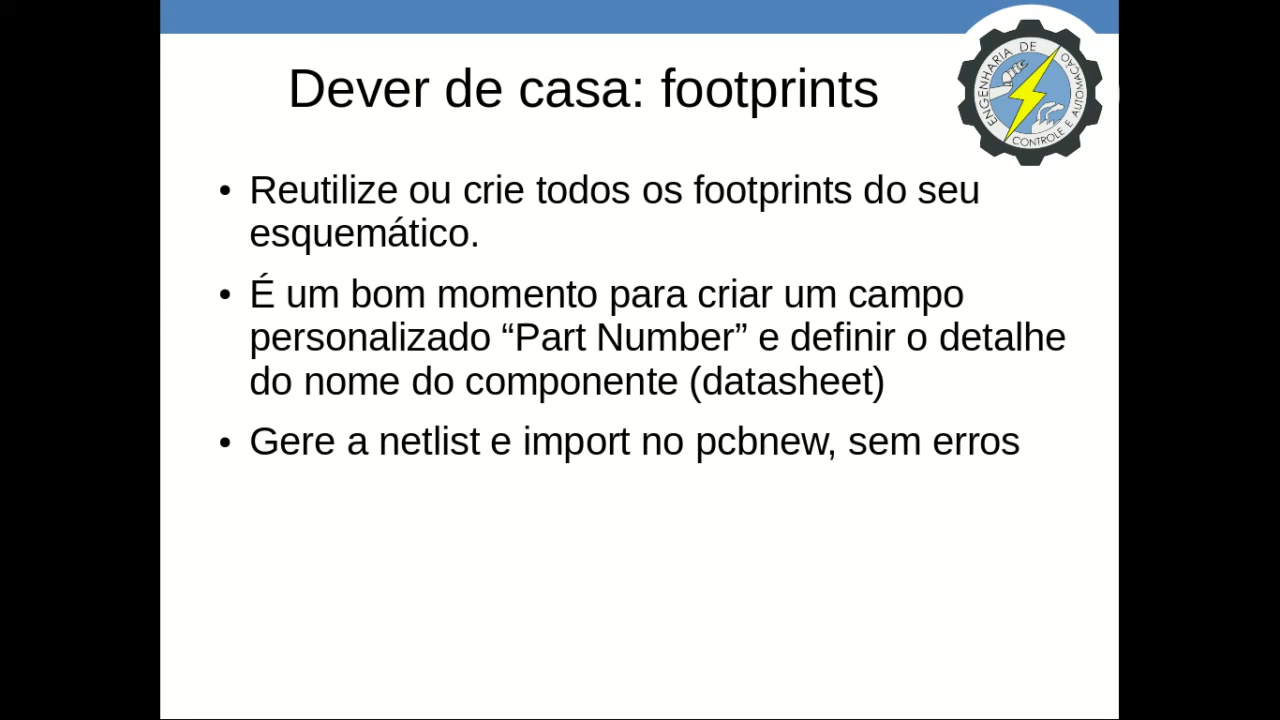 Dever de casa: footprints
ENGENHARIA DE
CONTROLE E AUTOMAÇÃO
• Reutilize ou crie todos os footprints do seu
esquemático.
• É um bom momento para criar um campo
personalizado “Part Number” e definir o detalhe
do nome do componente (datasheet)
• Gere a netlist e import no pcbnew, sem erros